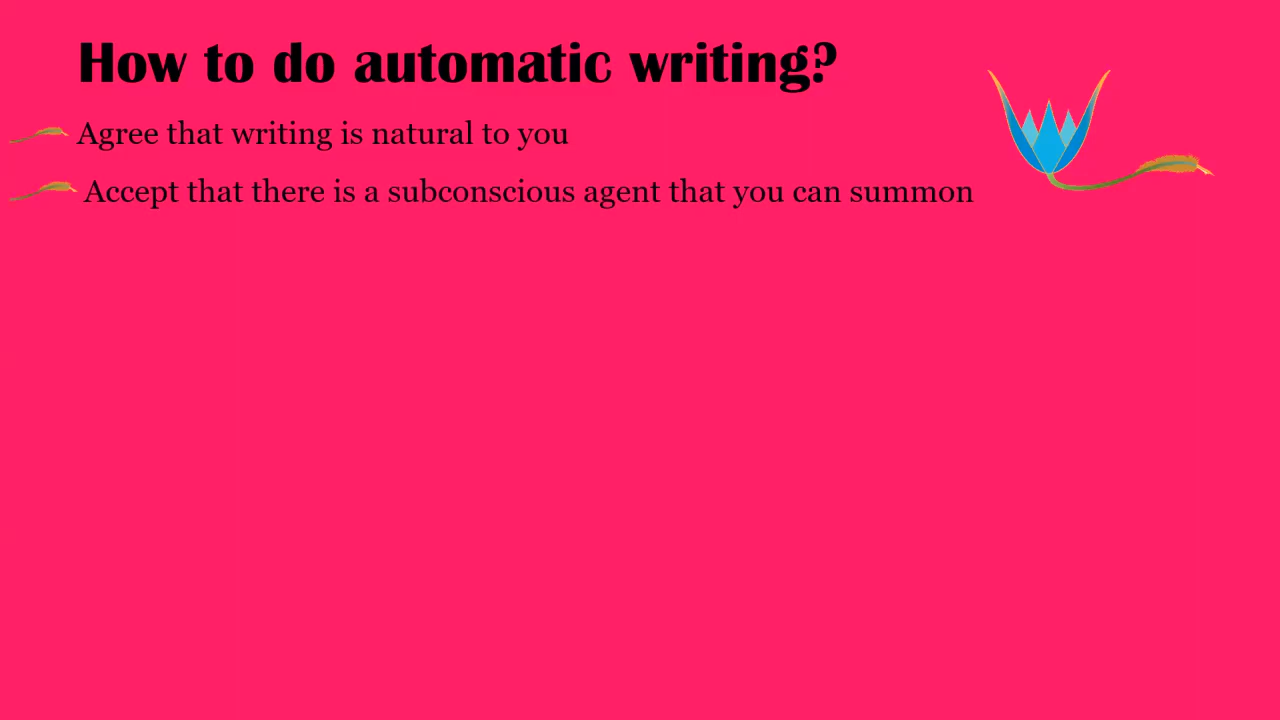 How to do automatic writing?
Agree that writing is natural to you
Accept that there is a subconscious agent that you can summon